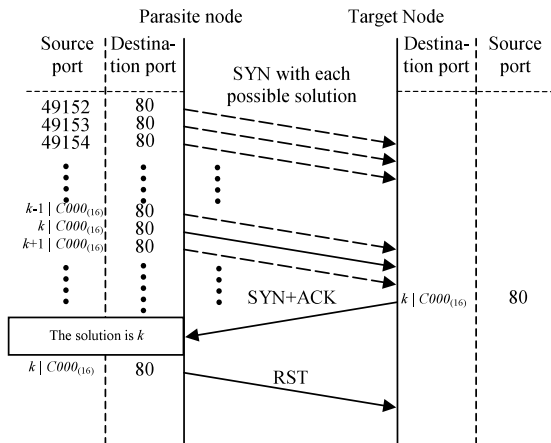 Parasite node Target Node
Source port
Destina-tion port
SYN with each possible solution
Destina-tion port
Source port
49152 80
49153 80
49154 80
k-1 | C000(16) 80
k | C000(16) 80
k+1 | C000(16) 80
SYN+ACK
k | C000(16) 80
The solution is k
k | C000(16) 80
RST